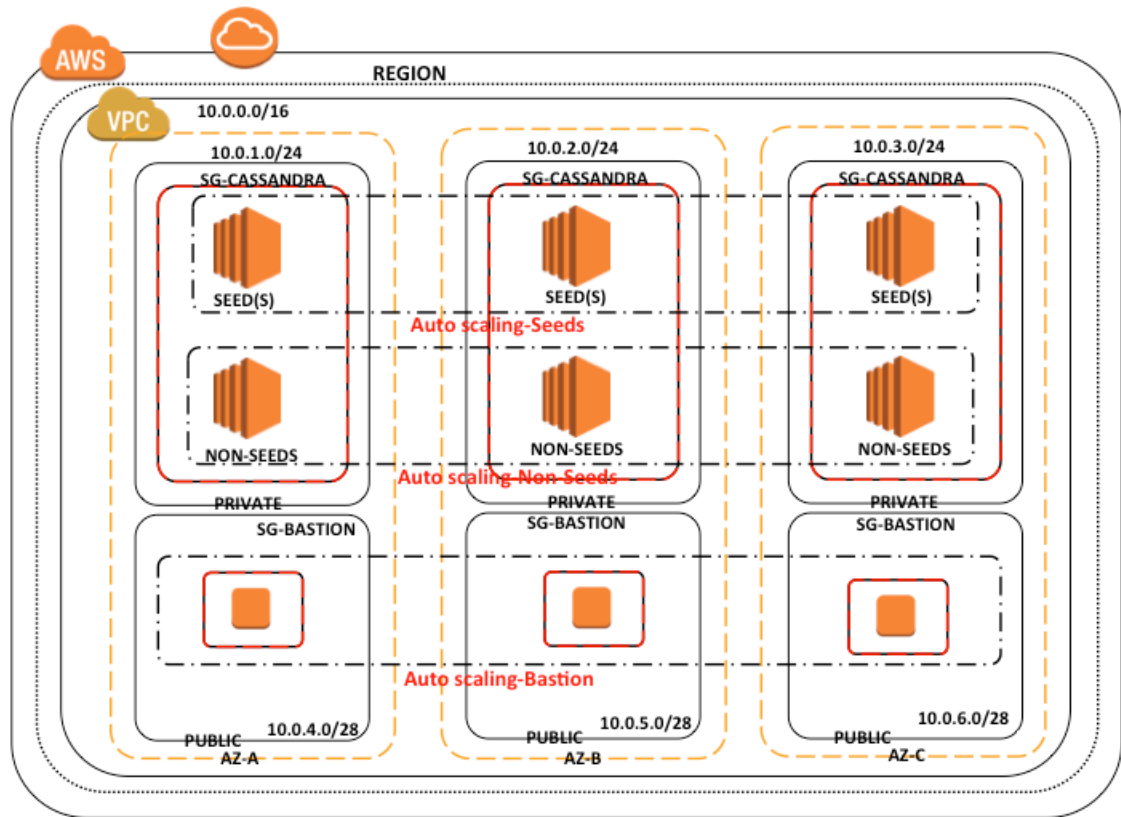 AWS
REGION
VPC
10.0.0.0/16
10.0.1.0/24
10.0.2.0/24
10.0.3.0/24
SG-CASSANDRA
SG-CASSANDRA
SG-CASSANDRA
SEED(S)
SEED(S)
SEED(S)
Auto scaling-Seeds
NON-SEEDS
NON-SEEDS
NON-SEEDS
Auto scaling-Non Seeds
PRIVATE
PRIVATE
PRIVATE
SG-BASTION
SG-BASTION
SG-BASTION
Auto scaling-Bastion
10.0.4.0/28
10.0.5.0/28
10.0.6.0/28
PUBLIC
PUBLIC
PUBLIC
AZ-A
AZ-B
AZ-C